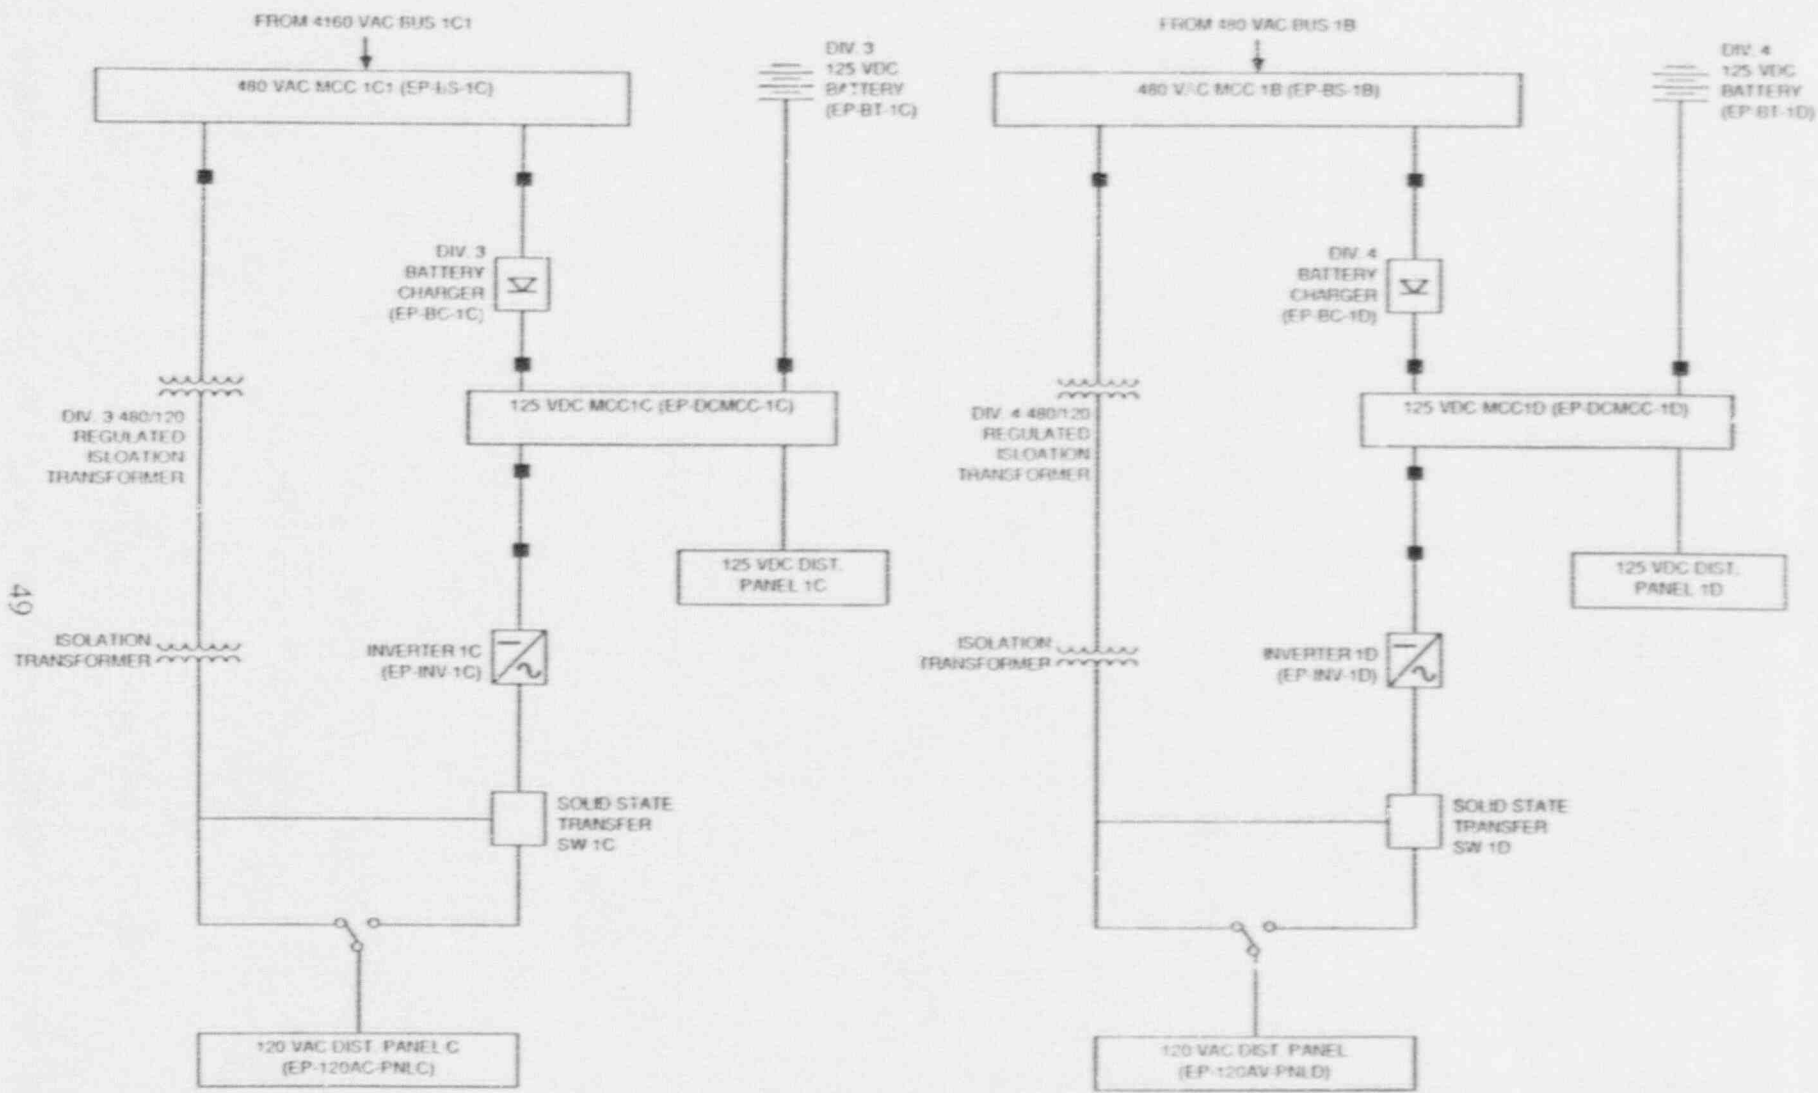 FROM 4160 VAC BUS 1C1
480 VAC MCC 1C1 (EP-BS-1C)
DIV. 3
125 VDC
BATTERY
(EP-BT-1C)
DIV. 3
BATTERY
CHARGER
(EP-BC-1C)
125 VDC MCC1C (EP-DCMCC-1C)
DIV. 3 480/120
REGULATED
ISLOATION
TRANSFORMER
125 VDC DIST.
PANEL 1C
ISOLATION
TRANSFORMER
INVERTER 1C
(EP-INV-1C)
SOLID STATE
TRANSFER
SW 1C
120 VAC DIST. PANEL C
(EP-120AC-PNLC)
FROM 480 VAC BUS 1B
480 VAC MCC 1B (EP-BS-1B)
DIV. 4
125 VDC
BATTERY
(EP-BT-1D)
DIV. 4
BATTERY
CHARGER
(EP-BC-1D)
125 VDC MCC1D (EP-DCMCC-1D)
DIV. 4 480/120
REGULATED
ISLOATION
TRANSFORMER
125 VDC DIST.
PANEL 1D
ISOLATION
TRANSFORMER
INVERTER 1D
(EP-INV-1D)
SOLID STATE
TRANSFER
SW 1D
120 VAC DIST. PANEL
(EP-120AV-PNLD)
49